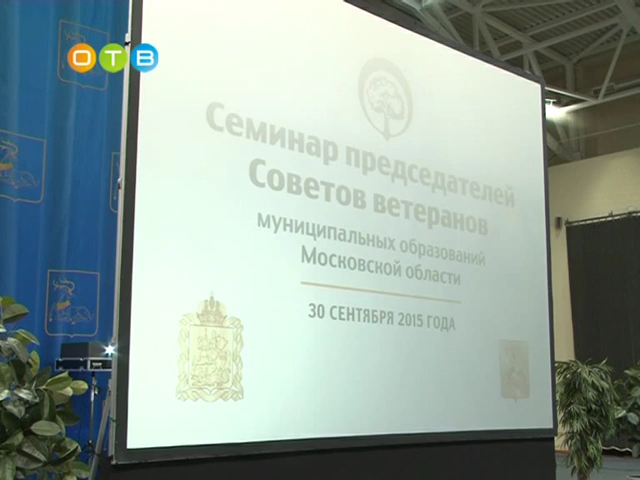 ОТВ
Семинар председателей
Советов ветеранов
муниципальных образований
Московской области
30 СЕНТЯБРЯ 2015 ГОДА